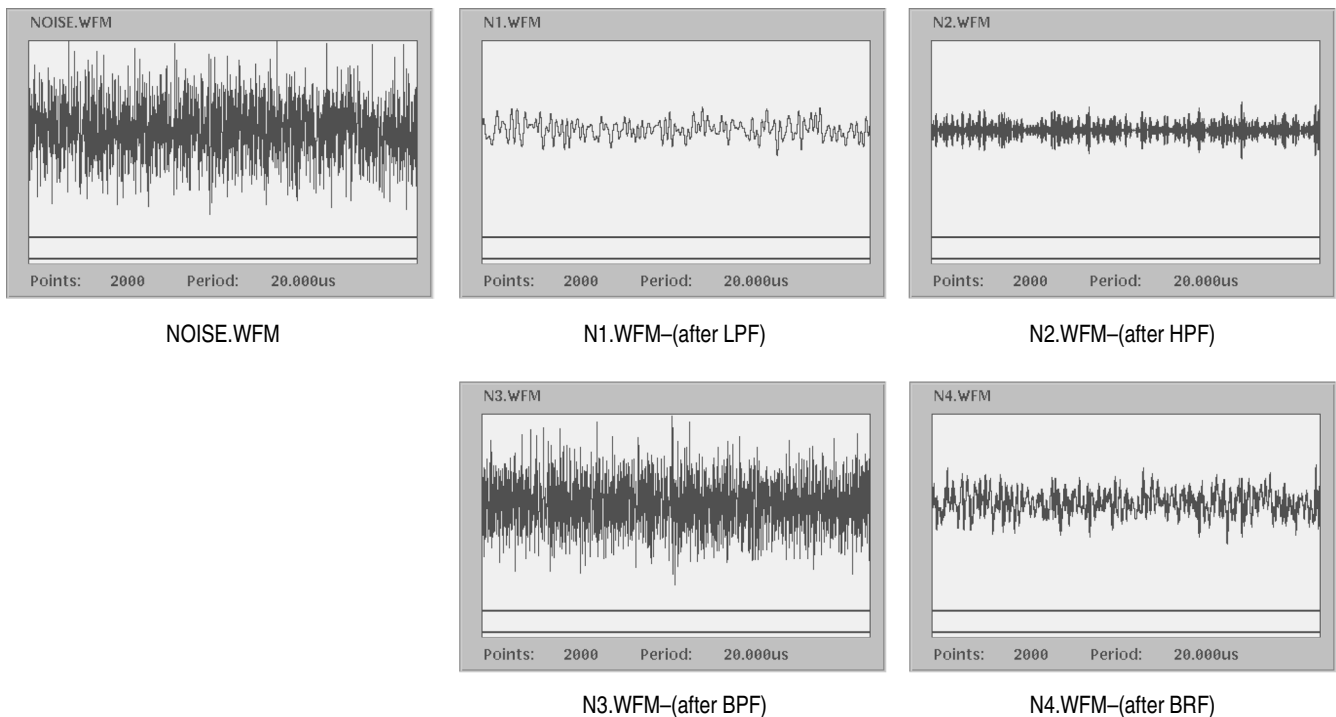 NOISE.WFM
Points: 2000 Period: 20.000us
NOISE.WFM
N1.WFM
Points: 2000 Period: 20.000us
N1.WFM–(after LPF)
N2.WFM
Points: 2000 Period: 20.000us
N2.WFM–(after HPF)
N3.WFM
Points: 2000 Period: 20.000us
N3.WFM–(after BPF)
N4.WFM
Points: 2000 Period: 20.000us
N4.WFM–(after BRF)